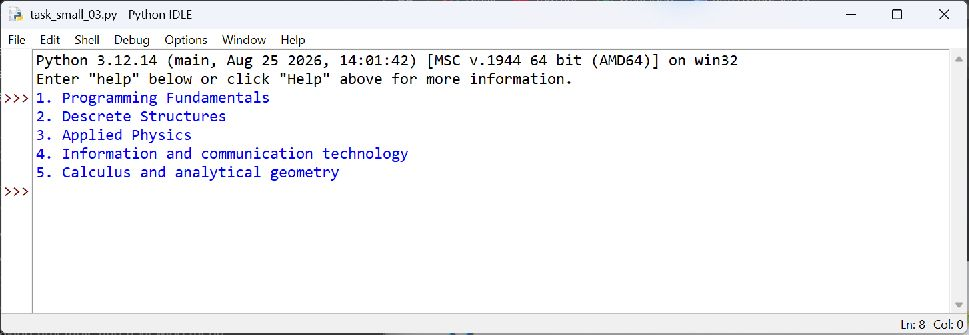 task_small_03.py - Python IDLE
File Edit Shell Debug Options Window Help
Python 3.12.14 (main, Aug 25 2026, 14:01:42) [MSC v.1944 64 bit (AMD64)] on win32
Enter "help" below or click "Help" above for more information.
>>> 1. Programming Fundamentals
2. Descrete Structures
3. Applied Physics
4. Information and communication technology
5. Calculus and analytical geometry
>>>
Ln: 8 Col: 0